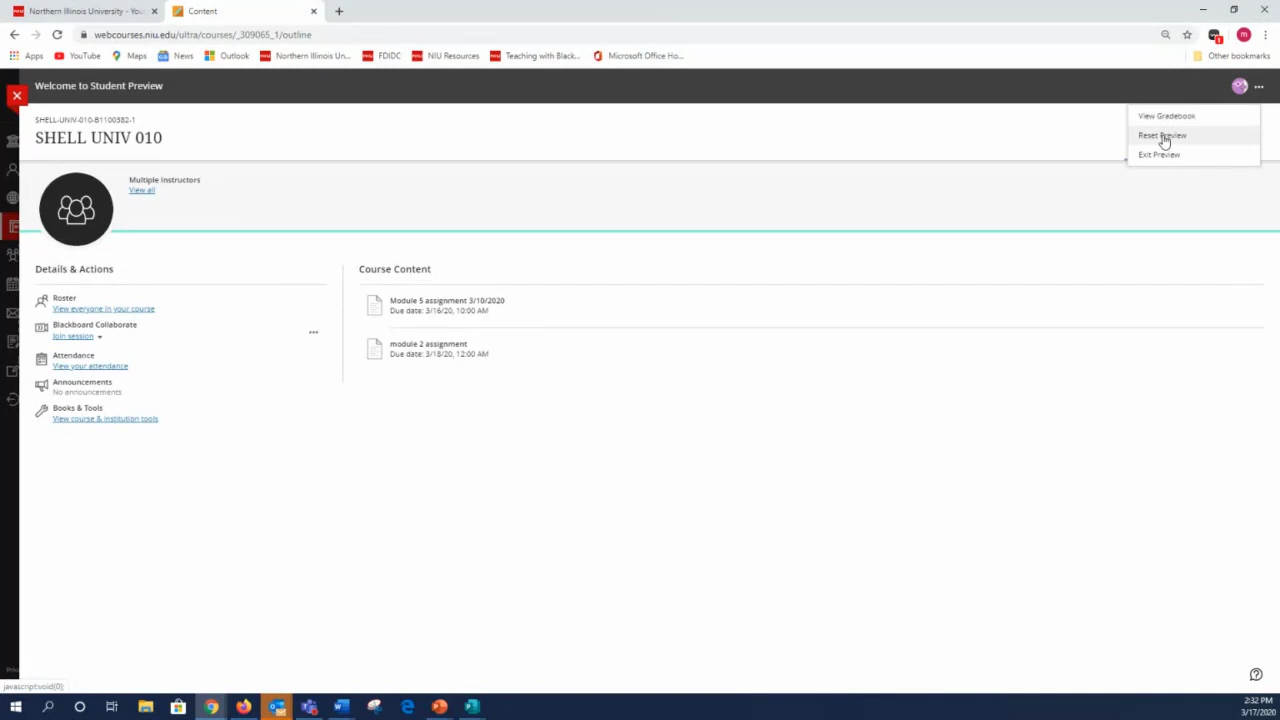 Northern Illinois University - You
Content
webcourses.niu.edu/ultra/courses/_309065_1/outline
Apps
YouTube
Maps
News
Outlook
Northern Illinois Un...
FDIDC
NIU Resources
Teaching with Black...
Microsoft Office Ho...
Other bookmarks
Welcome to Student Preview
SHELL-UNIV-010-B1100382-1
SHELL UNIV 010
View Gradebook
Reset Preview
Exit Preview
Multiple Instructors
View all
Details & Actions
Roster
View everyone in your course
Blackboard Collaborate
Join session
Attendance
View your attendance
Announcements
No announcements
Books & Tools
View course & institution tools
Course Content
Module 5 assignment 3/10/2020
Due date: 3/16/20, 10:00 AM
module 2 assignment
Due date: 3/18/20, 12:00 AM
javascript:void(0);
2:32 PM
3/17/2020